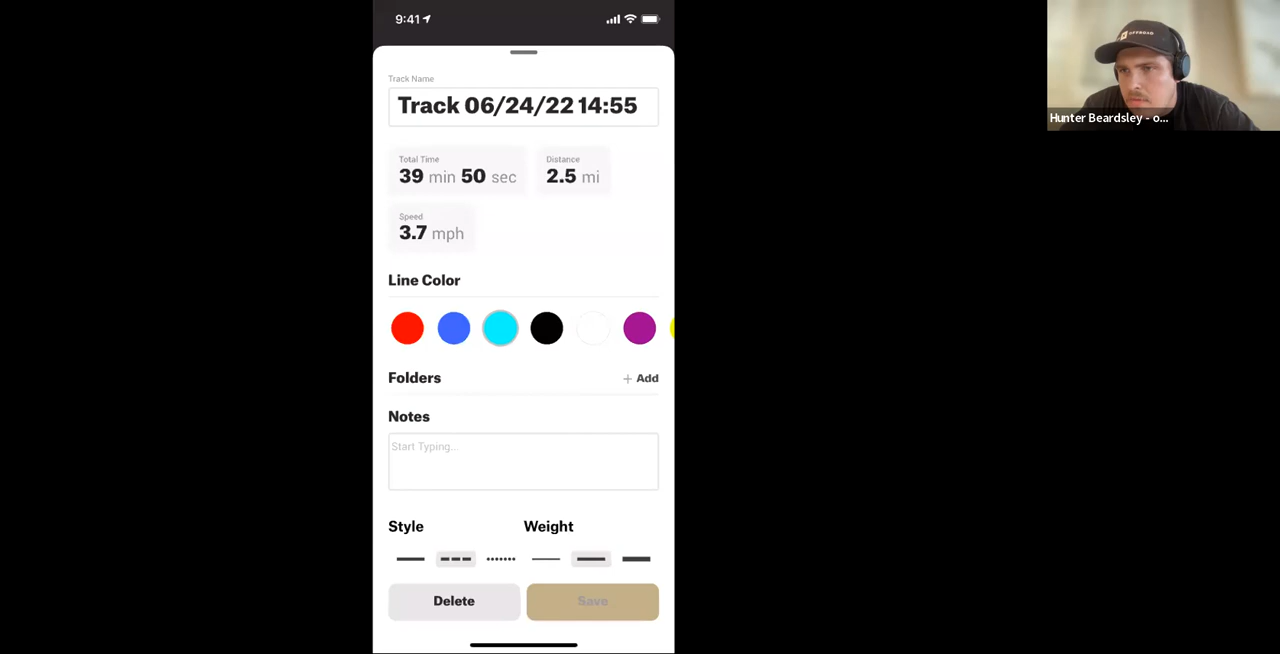 9:41
Track Name
Track 06/24/22 14:55
Total Time
39 min 50 sec
Distance
2.5 mi
Speed
3.7 mph
Line Color
Folders
+ Add
Notes
Start Typing...
Style
Weight
Delete
Save
OFFROAD
Hunter Beardsley - o...